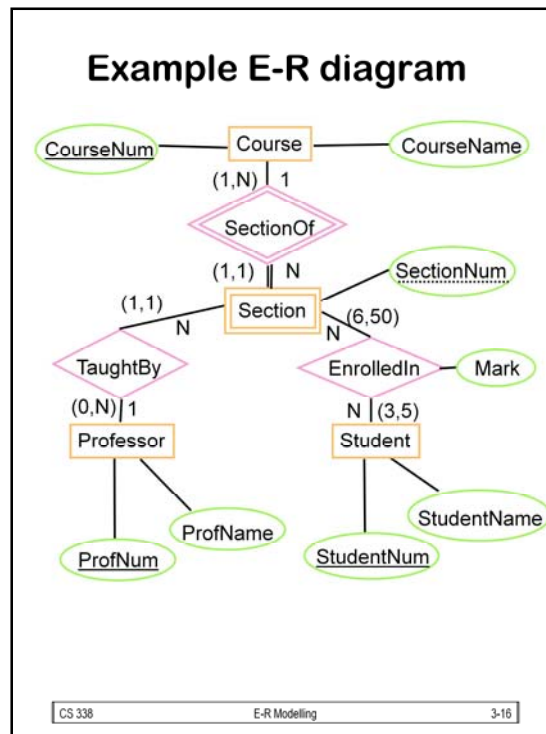 Example E-R diagram
CourseNum
Course
CourseName
(1,N) 1
SectionOf
(1,1) N
SectionNum
Section
(1,1)
N
N
(6,50)
TaughtBy
EnrolledIn
Mark
(0,N) 1
N (3,5)
Professor
Student
ProfName
StudentName
ProfNum
StudentNum
CS 338 E-R Modelling 3-16